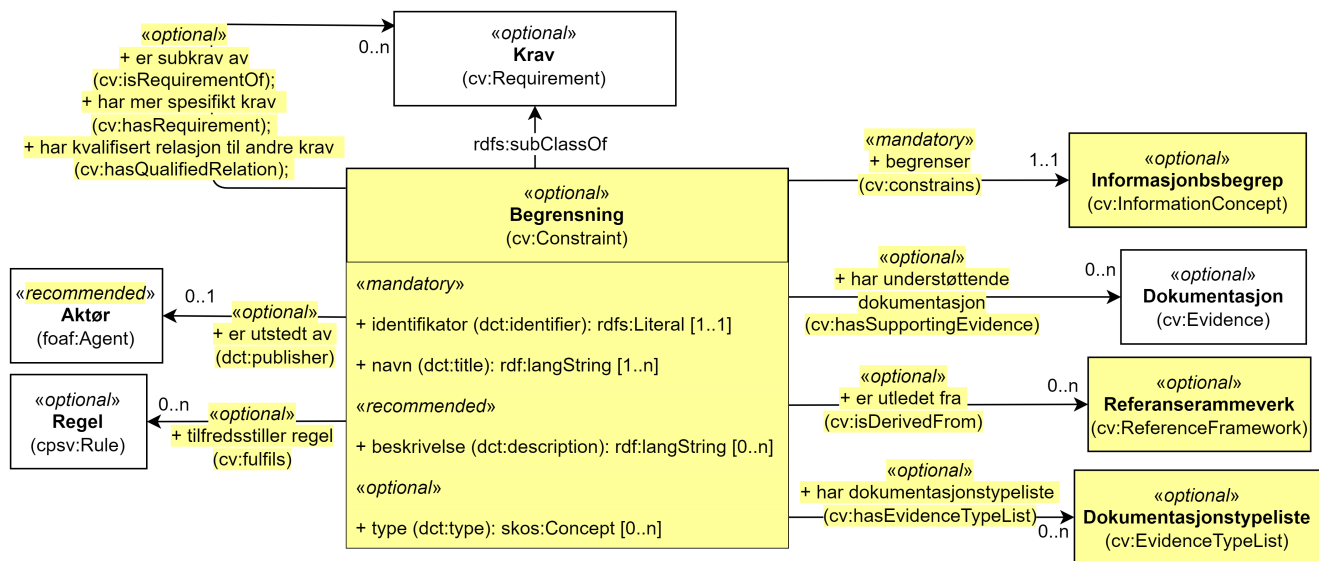 «optional»
+ er subkrav av
(cv:isRequirementOf);
+ har mer spesifikt krav
(cv:hasRequirement);
+ har kvalifisert relasjon til andre krav
(cv:hasQualifiedRelation);
0..n
«optional»
Krav
(cv:Requirement)
rdfs:subClassOf
«optional»
Begrensning
(cv:Constraint)
«mandatory»
+ identifikator (dct:identifier): rdfs:Literal [1..1]
+ navn (dct:title): rdf:langString [1..n]
«recommended»
+ beskrivelse (dct:description): rdf:langString [0..n]
«optional»
+ type (dct:type): skos:Concept [0..n]
«recommended»
Aktør
(foaf:Agent)
0..1
«optional»
+ er utstedt av
(dct:publisher)
«optional»
Regel
(cpsv:Rule)
0..n
«optional»
+ tilfredsstiller regel
(cv:fulfils)
«mandatory»
+ begrenser
(cv:constrains)
1..1
«optional»
Informasjonbsbegrep
(cv:InformationConcept)
«optional»
+ har understøttende
dokumentasjon
(cv:hasSupportingEvidence)
0..n
«optional»
Dokumentasjon
(cv:Evidence)
«optional»
+ er utledet fra
(cv:isDerivedFrom)
0..n
«optional»
Referanserammeverk
(cv:ReferenceFramework)
«optional»
+ har dokumentasjonstypeliste
(cv:hasEvidenceTypeList)
0..n
«optional»
Dokumentasjonstypeliste
(cv:EvidenceTypeList)